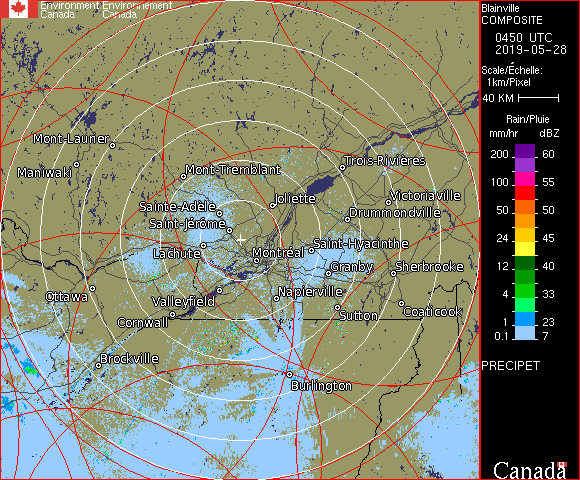 Environment Environnement
Canada Canada
Blainville
COMPOSITE
0450 UTC
2019-05-28
Scale/Échelle:
1km/Pixel
40 KM
Rain/Pluie
mm/hr dBZ
200 60
100 55
50 50
24 45
12 40
4 33
1 23
0.1 7
PRECIPET
Canada
Mont-Laurier
Maniwaki
Mont-Tremblant
Trois-Rivières
Sainte-Adèle
Joliette
Victoriaville
Drummondville
Saint-Jérôme
Lachute
Montréal
Saint-Hyacinthe
Granby
Sherbrooke
Ottawa
Valleyfield
Napierville
Cornwall
Sutton
Coaticook
Brockville
Burlington